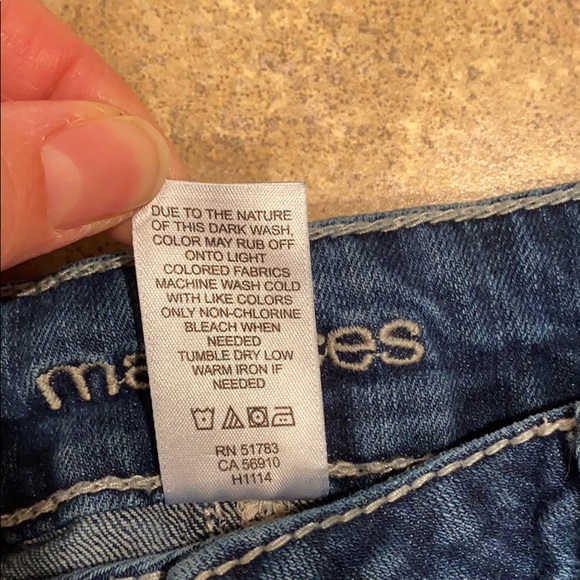 DUE TO THE NATURE
OF THIS DARK WASH,
COLOR MAY RUB OFF
ONTO LIGHT
COLORED FABRICS
MACHINE WASH COLD
WITH LIKE COLORS
ONLY NON-CHLORINE
BLEACH WHEN
NEEDED
TUMBLE DRY LOW
WARM IRON IF
NEEDED
RN 51783
CA 56910
H1114